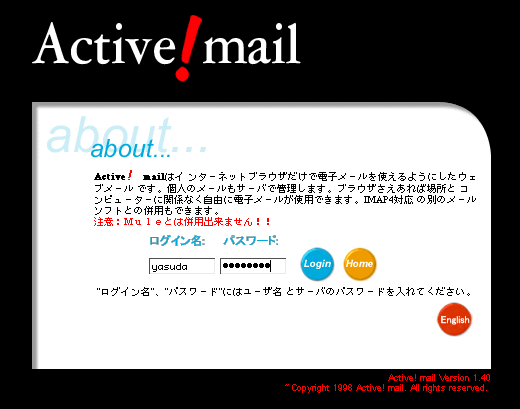 Active!mail
about...
about...
Active! mailはインターネットブラウザだけで電子メールを使えるようにしたウェ
ブメール です。個人のメールもサーバで管理します。ブラウザさえあれば場所と コ
ンピューターに関係なく自由に電子メールが使用できます。IMAP4対応 の別のメール
ソフトとの併用もできます。
注意：Ｍｕｌｅとは併用出来ません！！
ログイン名: パスワード:
yasuda ●●●●●●●● Login Home
"ログイン名"、"パスワード"にはユーザ名 とサーバのパスワードを入れてください。
English
Active! mail Version 1.40
Copyright 1998 Active! mail. All rights reserved.